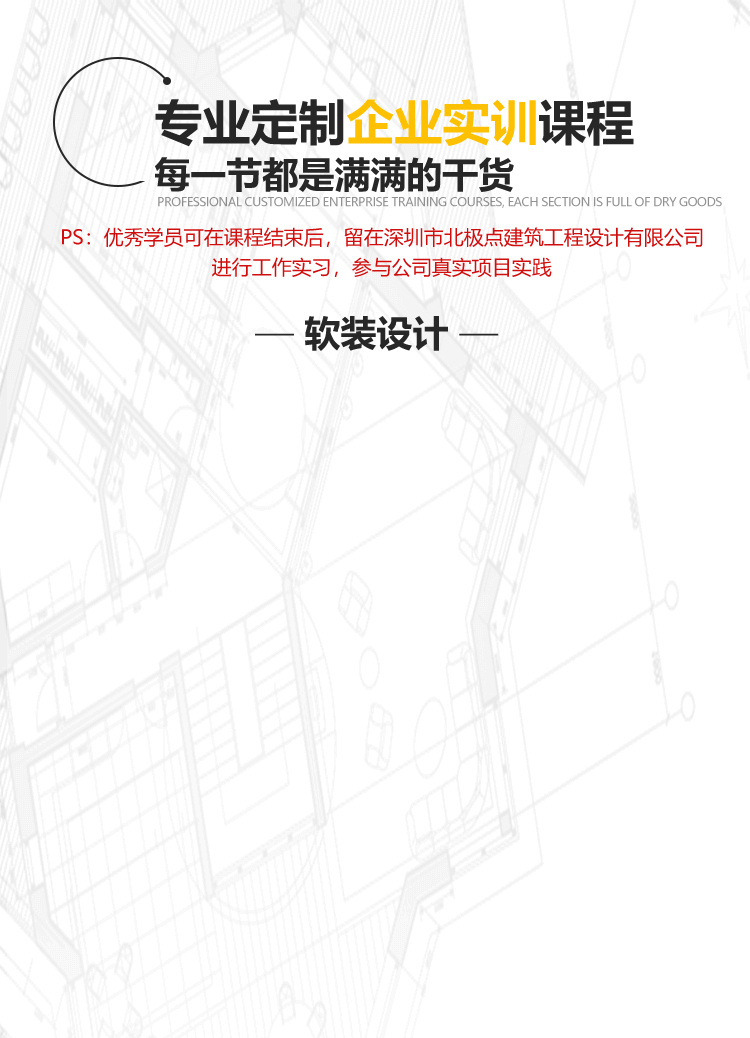 专业定制企业实训课程
每一节都是满满的干货
PROFESSIONAL CUSTOMIZED ENTERPRISE TRAINING COURSES, EACH SECTION IS FULL OF DRY GOODS
PS：优秀学员可在课程结束后，留在深圳市北极点建筑工程设计有限公司
进行工作实习，参与公司真实项目实践
— 软装设计 —